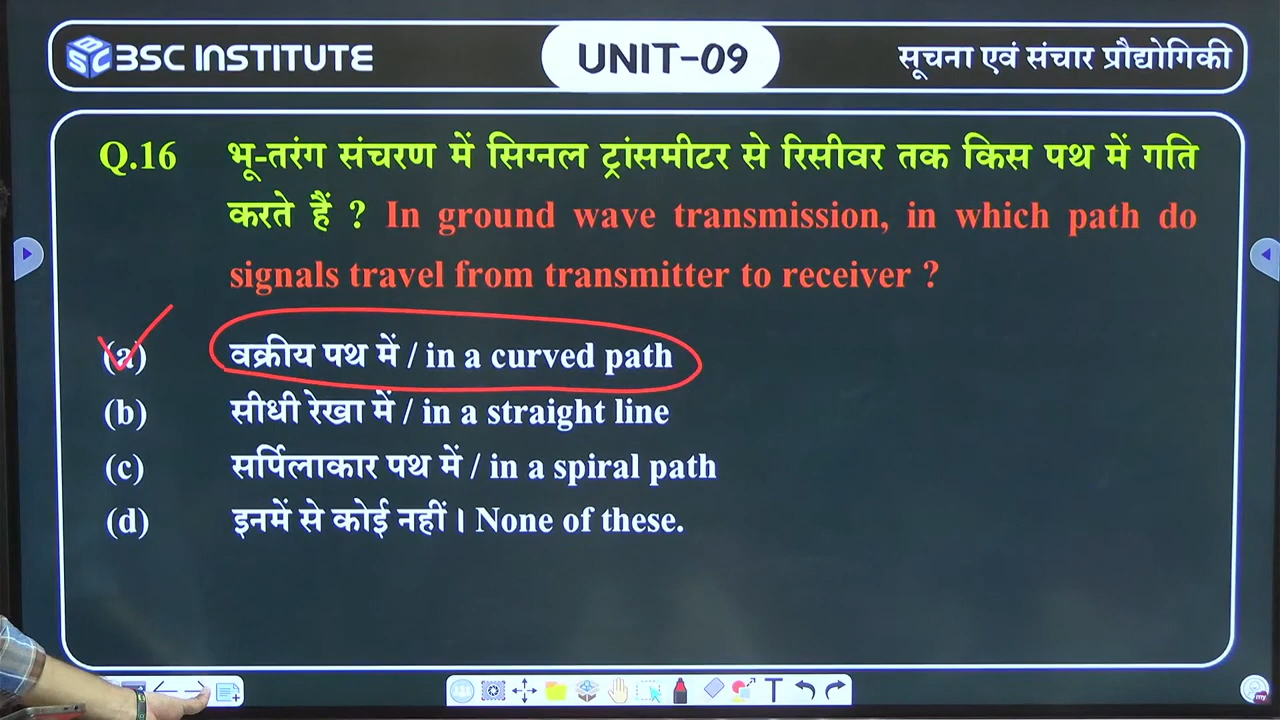 BSC INSTITUTE
UNIT-09
सूचना एवं संचार प्रौद्योगिकी
Q.16 भू-तरंग संचरण में सिग्नल ट्रांसमीटर से रिसीवर तक किस पथ में गति
करते हैं ? In ground wave transmission, in which path do
signals travel from transmitter to receiver ?
(a) वक्रीय पथ में / in a curved path
(b) सीधी रेखा में / in a straight line
(c) सर्पिलाकार पथ में / in a spiral path
(d) इनमें से कोई नहीं । None of these.